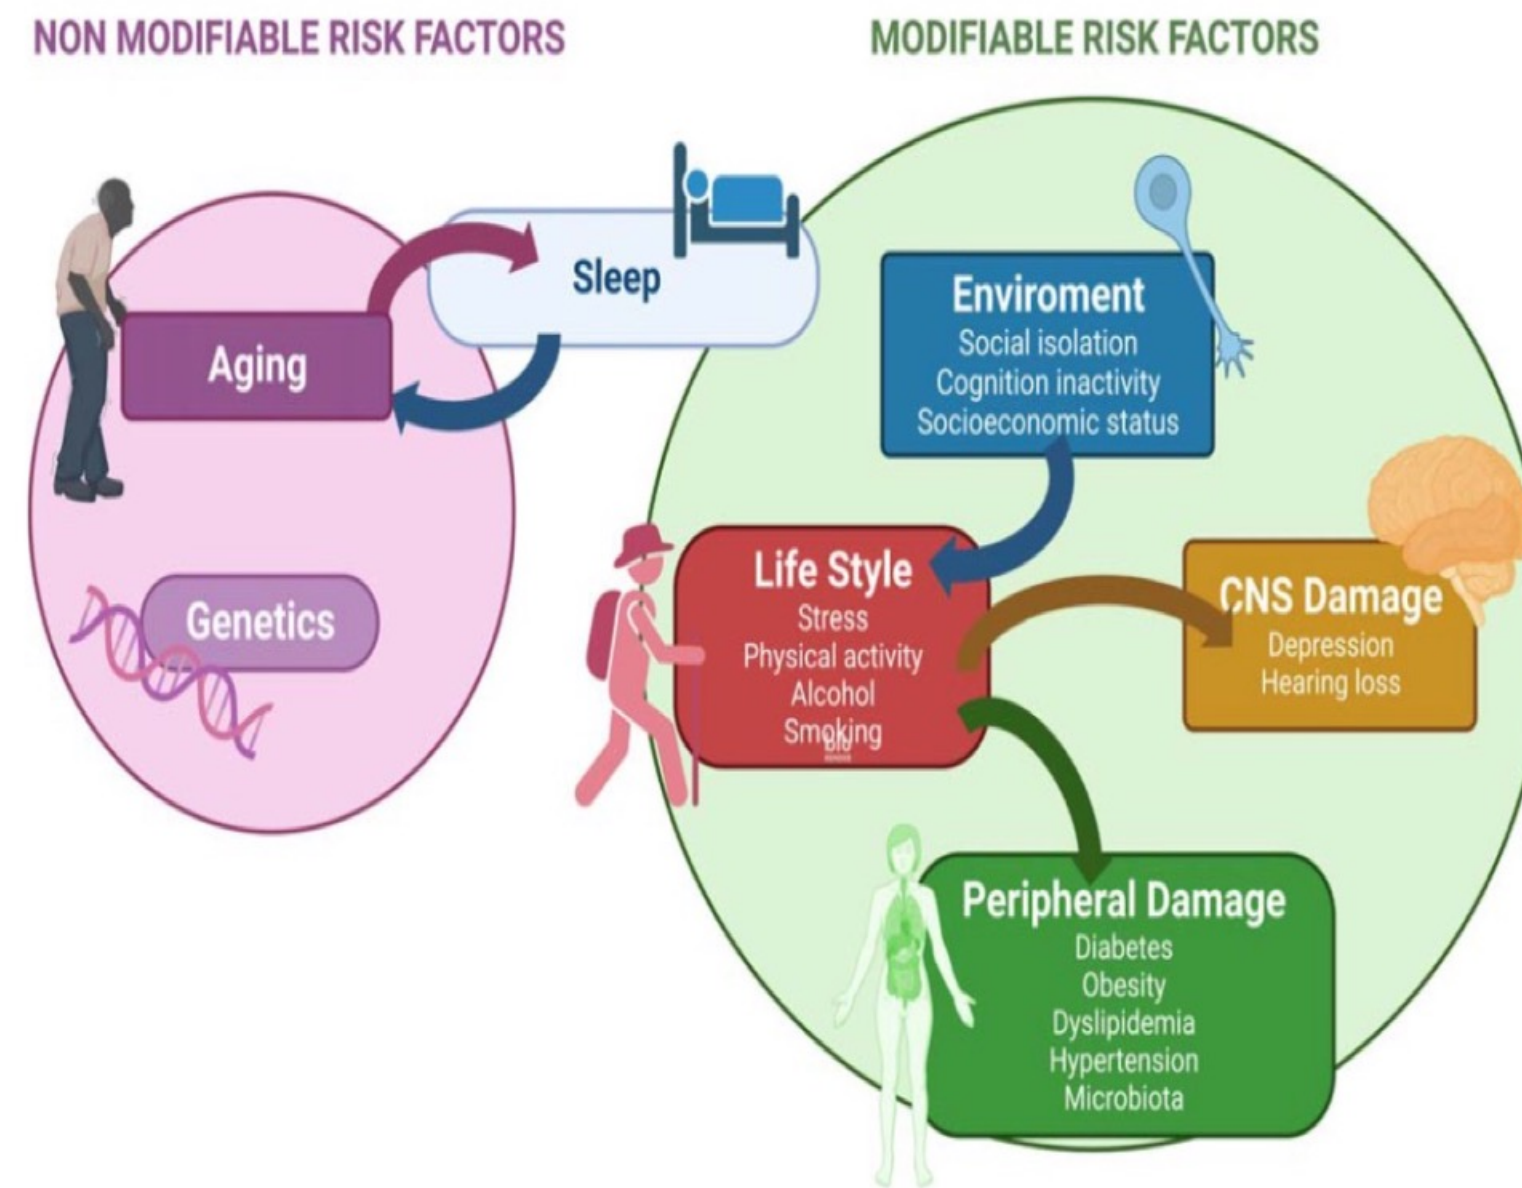 NON MODIFIABLE RISK FACTORS
MODIFIABLE RISK FACTORS
Sleep
Aging
Genetics
Enviroment
Social isolation
Cognition inactivity
Socioeconomic status
Life Style
Stress
Physical activity
Alcohol
Smoking
CNS Damage
Depression
Hearing loss
Peripheral Damage
Diabetes
Obesity
Dyslipidemia
Hypertension
Microbiota